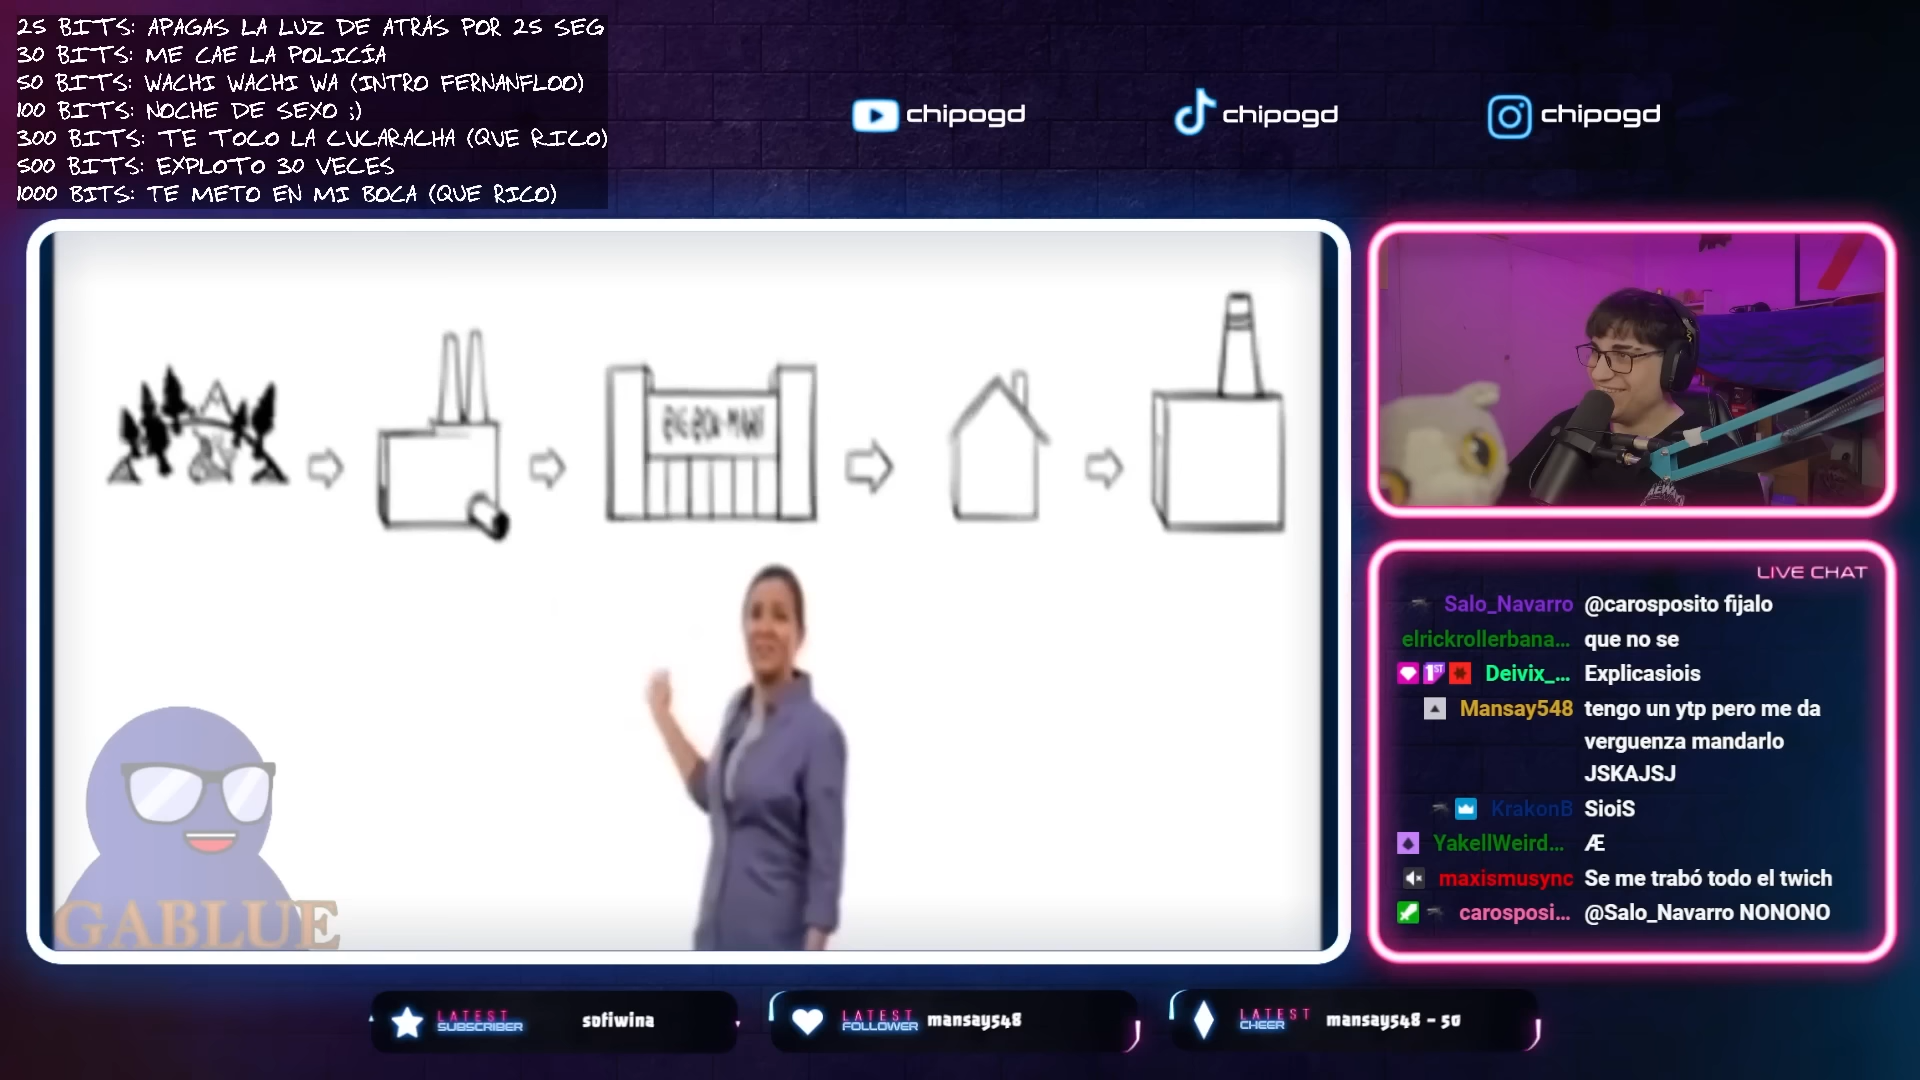 25 BITS: APAGAS LA LUZ DE ATRÁS POR 25 SEG
30 BITS: ME CAE LA POLICÍA
50 BITS: WACHI WACHI WA (INTRO FERNANFLOO)
100 BITS: NOCHE DE SEXO ;)
300 BITS: TE TOCO LA CUCARACHA (QUE RICO)
500 BITS: EXPLOTO 30 VECES
1000 BITS: TE METO EN MI BOCA (QUE RICO)
chipogd
chipogd
chipogd
GABLUE
LIVE CHAT
Salo_Navarro @carosposito fijalo
elrickrollerbana... que no se
1ST Deivix_... Explicasiois
Mansay548 tengo un ytp pero me da
verguenza mandarlo
JSKAJSJ
KrakonB SioiS
YakellWeird... Æ
maxismusync Se me trabó todo el twich
carosposi... @Salo_Navarro NONONO
LATEST SUBSCRIBER sofiwina
LATEST FOLLOWER mansay548
LATEST CHEER mansay548 - 50